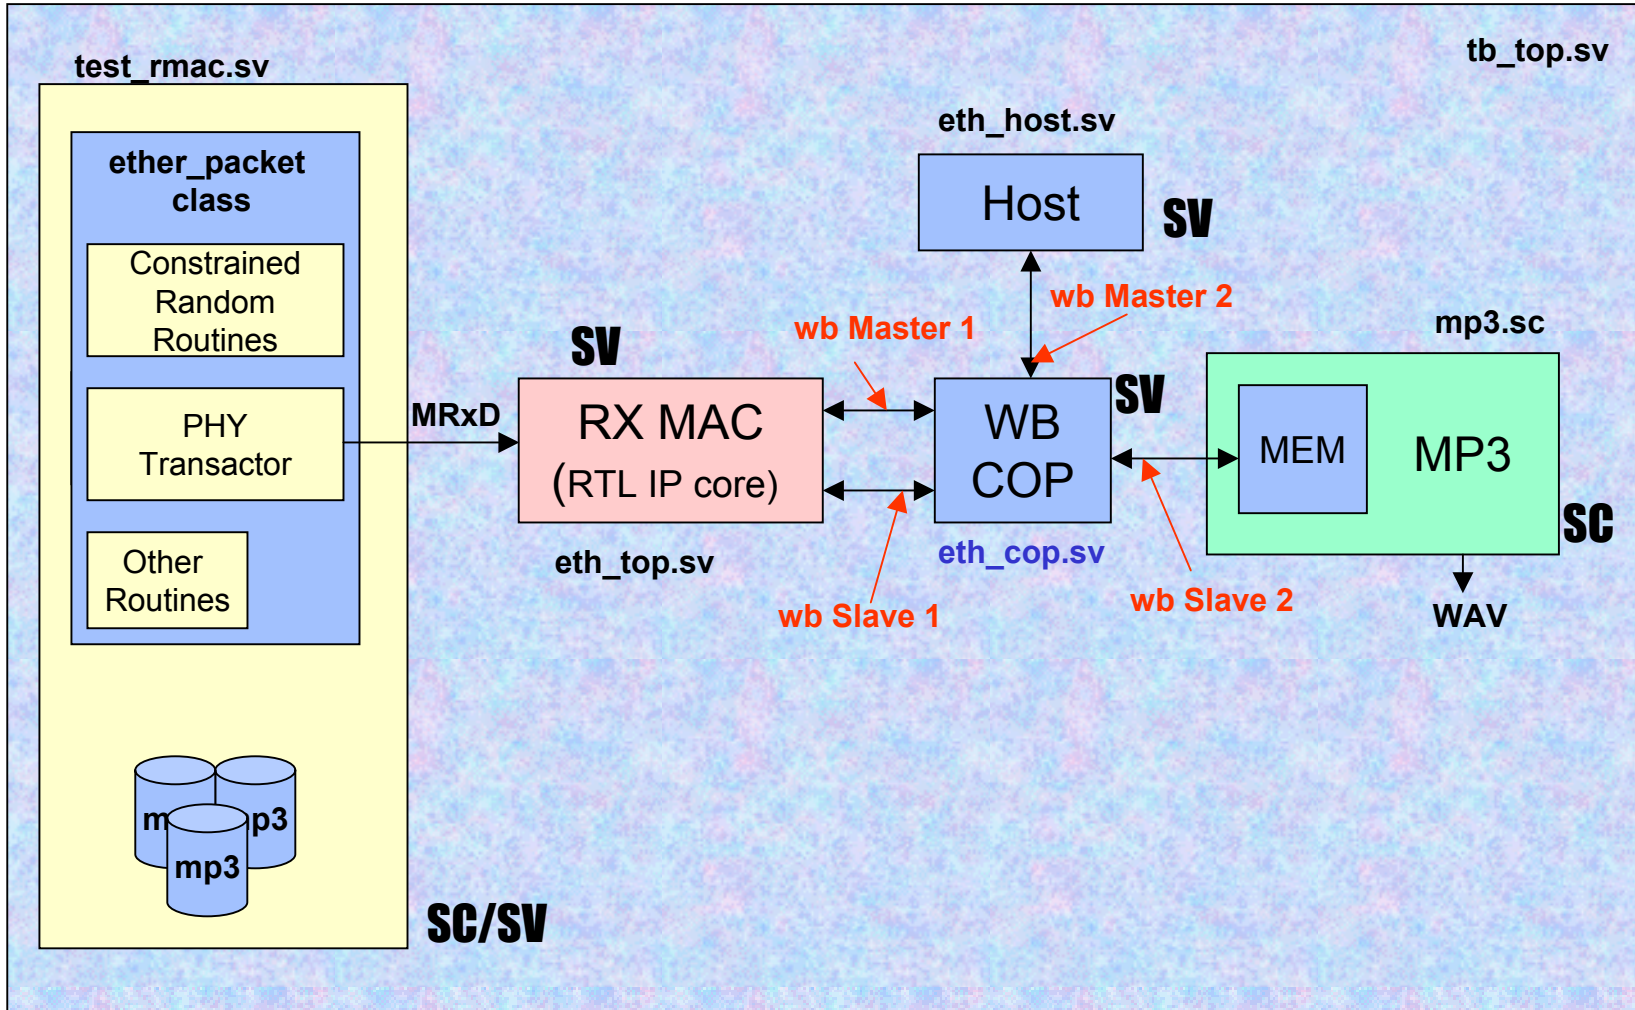 tb_top.sv
test_rmac.sv
ether_packet
class
Constrained
Random
Routines
PHY
Transactor
Other
Routines
mp3
mp3
SC/SV
MRxD
SV
RX MAC
(RTL IP core)
eth_top.sv
wb Master 1
wb Slave 1
eth_host.sv
Host
SV
wb Master 2
WB
COP
SV
eth_cop.sv
wb Slave 2
mp3.sc
MEM
MP3
SC
WAV